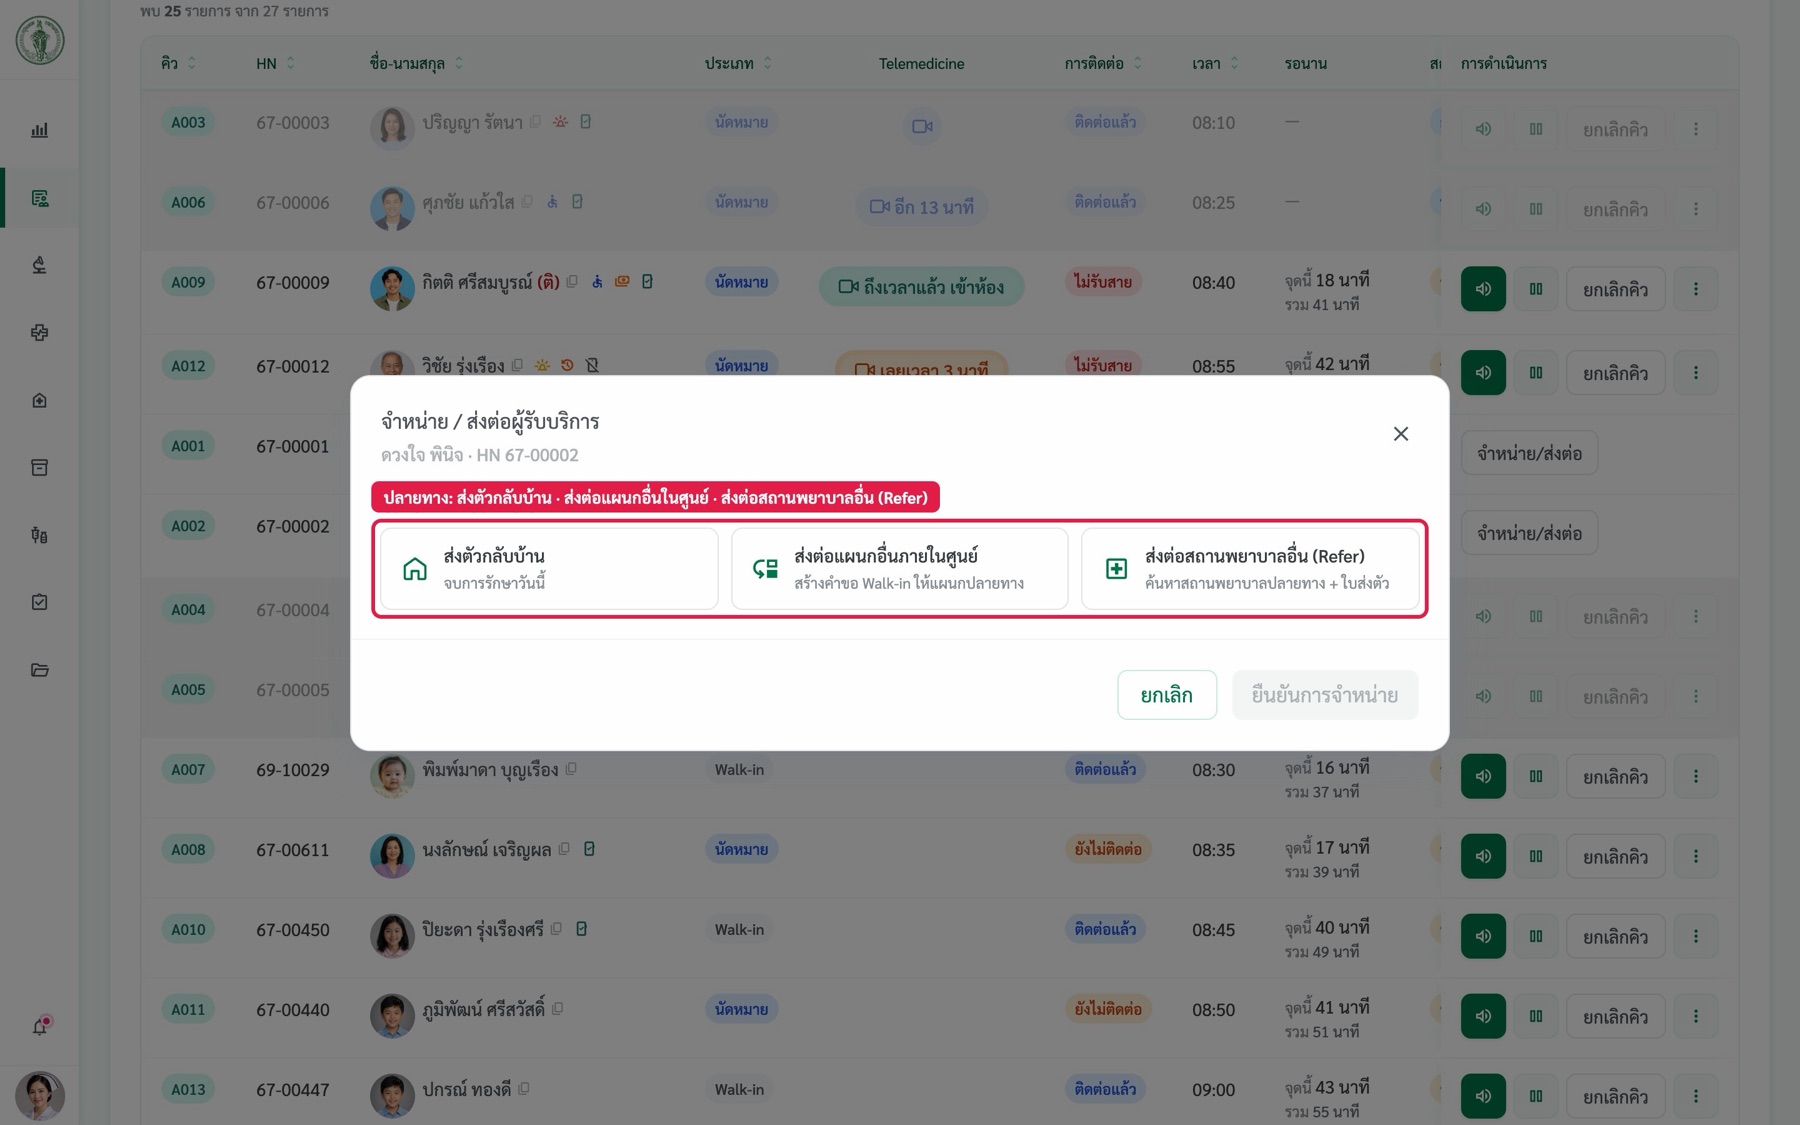 พบ 25 รายการ จาก 27 รายการ
คิว HN ชื่อ-นามสกุล ประเภท Telemedicine การติดต่อ เวลา รอนาน การดำเนินการ
A003 67-00003 ปริญญา รัตนา นัดหมาย ติดต่อแล้ว 08:10 — ยกเลิกคิว
A006 67-00006 ศุภชัย แก้วใส นัดหมาย อีก 13 นาที ติดต่อแล้ว 08:25 — ยกเลิกคิว
A009 67-00009 กิตติ ศรีสมบูรณ์ (ติ) นัดหมาย ถึงเวลาแล้ว เข้าห้อง ไม่รับสาย 08:40 จุดนี้ 18 นาที ยกเลิกคิว
รวม 41 นาที
A012 67-00012 วิชัย รุ่งเรือง นัดหมาย เลยเวลา 3 นาที ไม่รับสาย 08:55 จุดนี้ 42 นาที ยกเลิกคิว
จำหน่าย / ส่งต่อผู้รับบริการ
ดวงใจ พินิจ · HN 67-00002
A001 67-00001 จำหน่าย/ส่งต่อ
ปลายทาง: ส่งตัวกลับบ้าน · ส่งต่อแผนกอื่นในศูนย์ · ส่งต่อสถานพยาบาลอื่น (Refer)
A002 67-00002 จำหน่าย/ส่งต่อ
ส่งตัวกลับบ้าน
จบการรักษาวันนี้
ส่งต่อแผนกอื่นภายในศูนย์
สร้างคำขอ Walk-in ให้แผนกปลายทาง
ส่งต่อสถานพยาบาลอื่น (Refer)
ค้นหาสถานพยาบาลปลายทาง + ใบส่งตัว
A004 67-00004 ยกเลิกคิว
A005 67-00005 ยกเลิกคิว
ยกเลิก ยืนยันการจำหน่าย
A007 69-10029 พิมพ์มาดา บุญเรือง Walk-in ติดต่อแล้ว 08:30 จุดนี้ 16 นาที ยกเลิกคิว
รวม 37 นาที
A008 67-00611 นงลักษณ์ เจริญผล นัดหมาย ยังไม่ติดต่อ 08:35 จุดนี้ 17 นาที ยกเลิกคิว
รวม 39 นาที
A010 67-00450 ปิยะดา รุ่งเรืองศรี Walk-in ติดต่อแล้ว 08:45 จุดนี้ 40 นาที ยกเลิกคิว
รวม 49 นาที
A011 67-00440 ภูมิพัฒน์ ศรีสวัสดิ์ นัดหมาย ยังไม่ติดต่อ 08:50 จุดนี้ 41 นาที ยกเลิกคิว
รวม 51 นาที
A013 67-00447 ปกรณ์ ทองดี Walk-in ติดต่อแล้ว 09:00 จุดนี้ 43 นาที ยกเลิกคิว
รวม 55 นาที